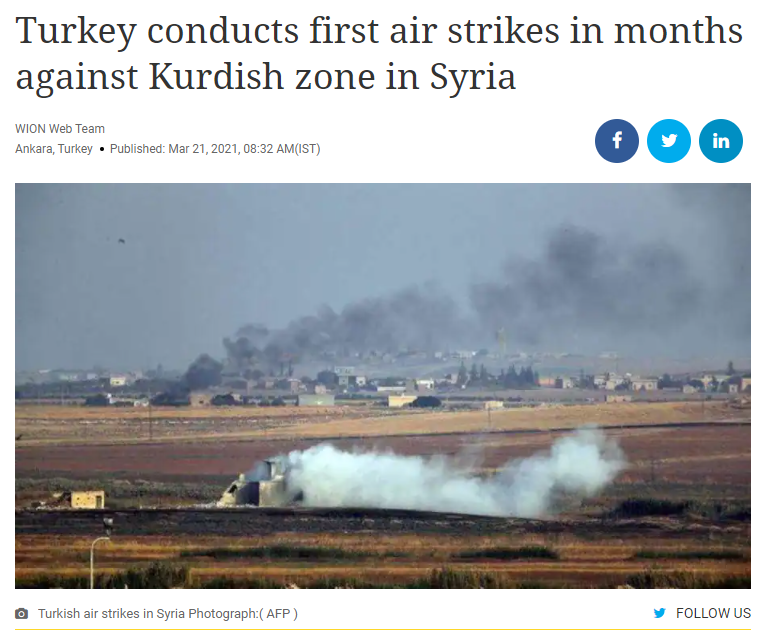 Turkey conducts first air strikes in months
against Kurdish zone in Syria
WION Web Team
Ankara, Turkey • Published: Mar 21, 2021, 08:32 AM(IST)
f
in
Turkish air strikes in Syria Photograph:( AFP )
FOLLOW US